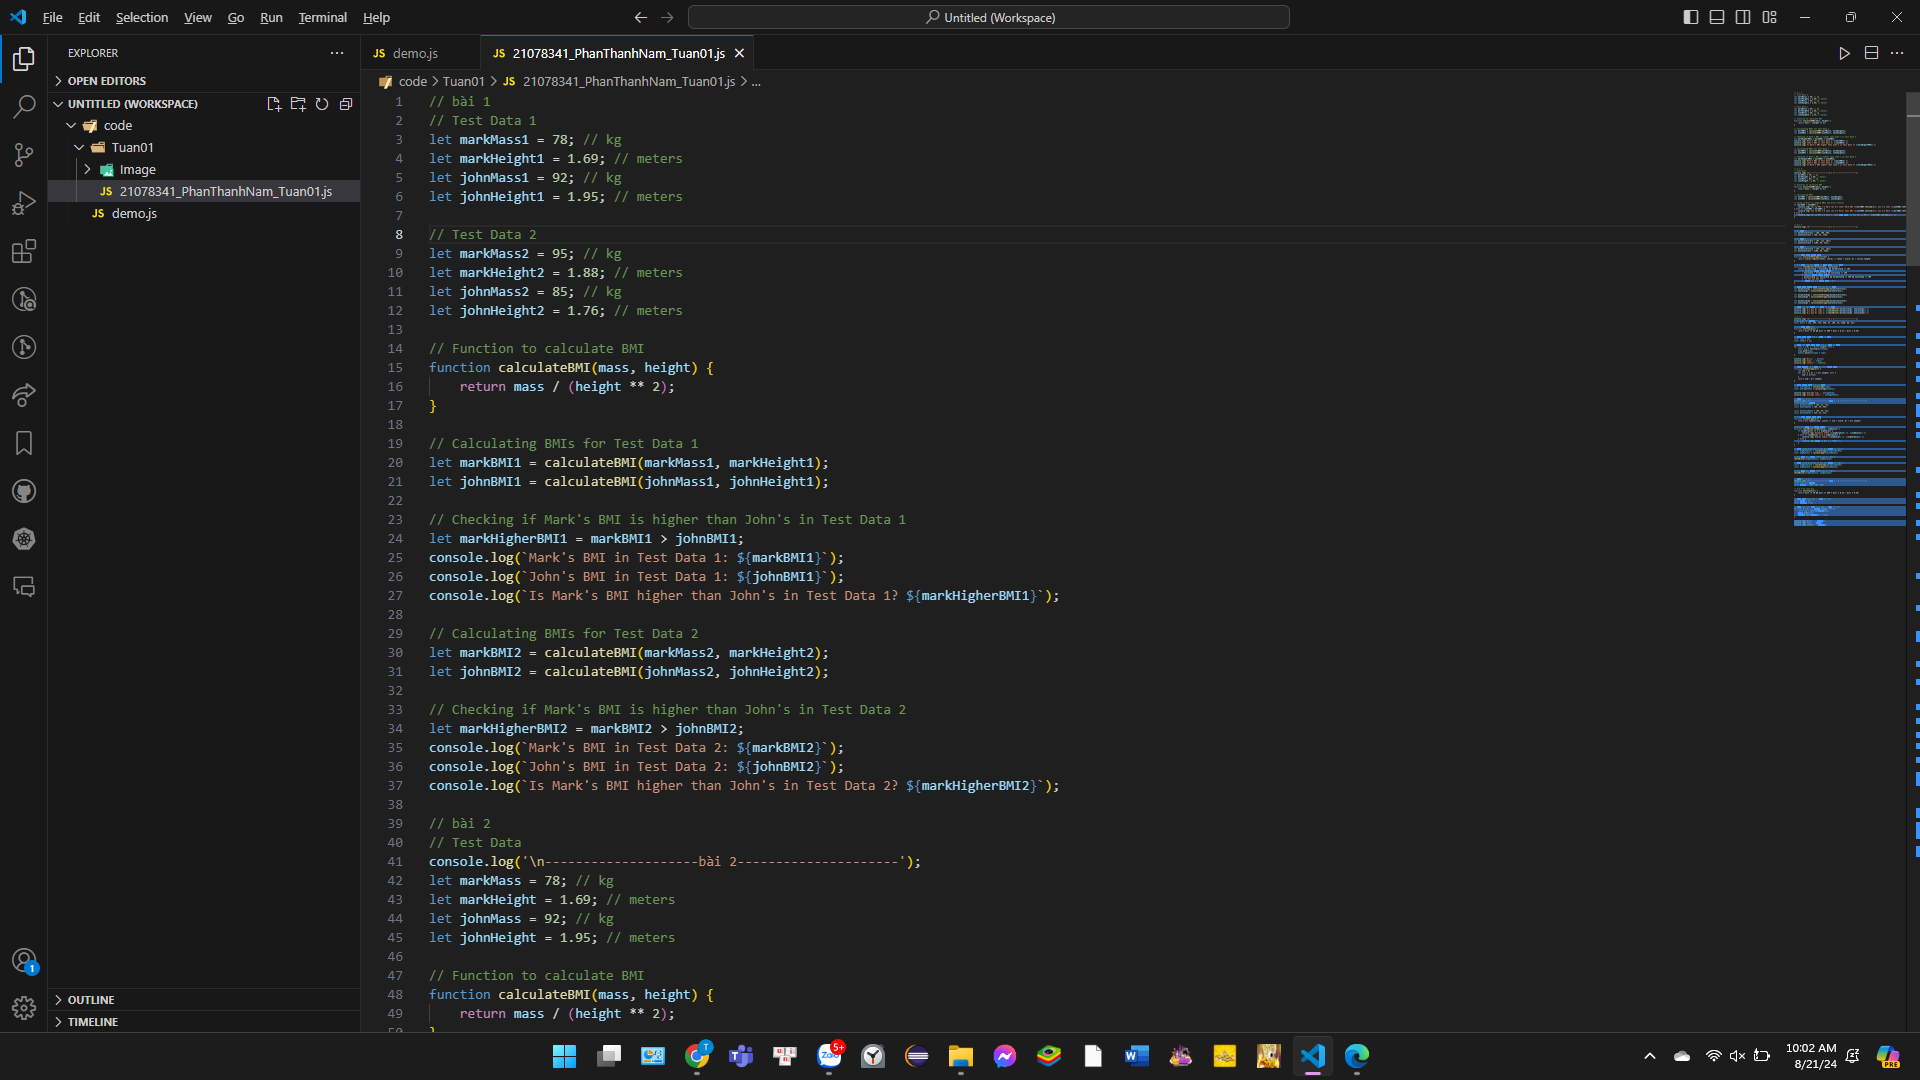 File Edit Selection View Go Run Terminal Help
Untitled (Workspace)
EXPLORER
OPEN EDITORS
UNTITLED (WORKSPACE)
code
Tuan01
Image
JS 21078341_PhanThanhNam_Tuan01.js
JS demo.js
OUTLINE
TIMELINE
1
JS demo.js
JS 21078341_PhanThanhNam_Tuan01.js
code > Tuan01 > JS 21078341_PhanThanhNam_Tuan01.js > ...
1 // bài 1
2 // Test Data 1
3 let markMass1 = 78; // kg
4 let markHeight1 = 1.69; // meters
5 let johnMass1 = 92; // kg
6 let johnHeight1 = 1.95; // meters
7
8 // Test Data 2
9 let markMass2 = 95; // kg
10 let markHeight2 = 1.88; // meters
11 let johnMass2 = 85; // kg
12 let johnHeight2 = 1.76; // meters
13
14 // Function to calculate BMI
15 function calculateBMI(mass, height) {
16 return mass / (height ** 2);
17 }
18
19 // Calculating BMIs for Test Data 1
20 let markBMI1 = calculateBMI(markMass1, markHeight1);
21 let johnBMI1 = calculateBMI(johnMass1, johnHeight1);
22
23 // Checking if Mark's BMI is higher than John's in Test Data 1
24 let markHigherBMI1 = markBMI1 > johnBMI1;
25 console.log(`Mark's BMI in Test Data 1: ${markBMI1}`);
26 console.log(`John's BMI in Test Data 1: ${johnBMI1}`);
27 console.log(`Is Mark's BMI higher than John's in Test Data 1? ${markHigherBMI1}`);
28
29 // Calculating BMIs for Test Data 2
30 let markBMI2 = calculateBMI(markMass2, markHeight2);
31 let johnBMI2 = calculateBMI(johnMass2, johnHeight2);
32
33 // Checking if Mark's BMI is higher than John's in Test Data 2
34 let markHigherBMI2 = markBMI2 > johnBMI2;
35 console.log(`Mark's BMI in Test Data 2: ${markBMI2}`);
36 console.log(`John's BMI in Test Data 2: ${johnBMI2}`);
37 console.log(`Is Mark's BMI higher than John's in Test Data 2? ${markHigherBMI2}`);
38
39 // bài 2
40 // Test Data
41 console.log('\n--------------------bài 2---------------------');
42 let markMass = 78; // kg
43 let markHeight = 1.69; // meters
44 let johnMass = 92; // kg
45 let johnHeight = 1.95; // meters
46
47 // Function to calculate BMI
48 function calculateBMI(mass, height) {
49 return mass / (height ** 2);
50 }
T
Zalo
5+
W
PRE
10:02 AM
8/21/24